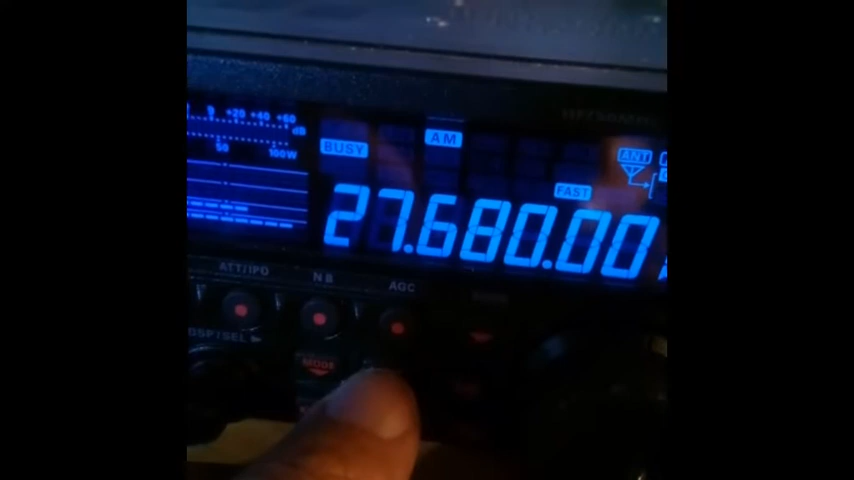 9 +20 +40 +60
dB
50 100W
BUSY
AM
ANT
FAST
27.680.00
ATT/IPO NB AGC
DSP/SEL
MODE